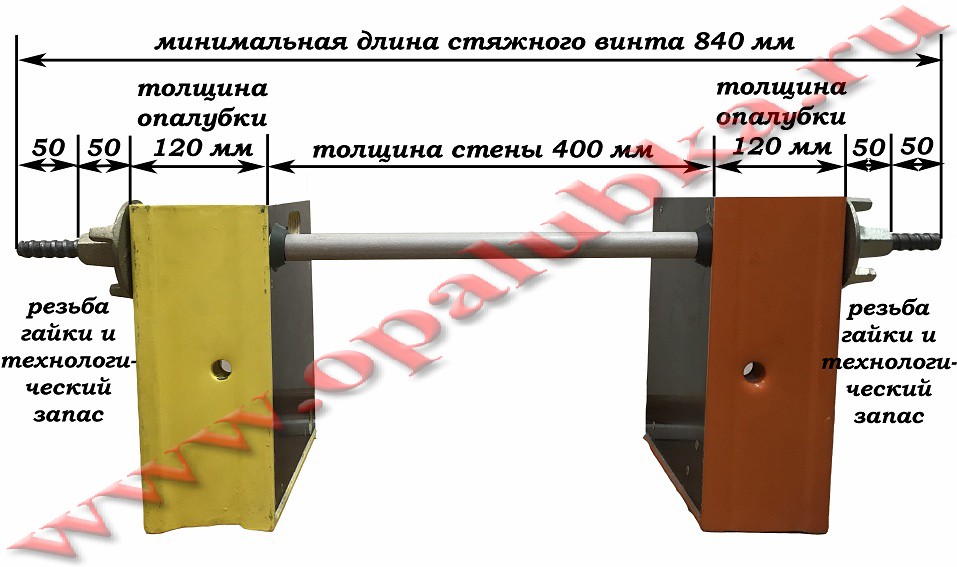 минимальная длина стяжного винта 840 мм
толщина
опалубки
120 мм
толщина
опалубки
120 мм
50
50
толщина стены 400 мм
50
50
резьба
гайки и
технологи-
ческий
запас
резьба
гайки и
технологи-
ческий
запас
www.opalubka.ru